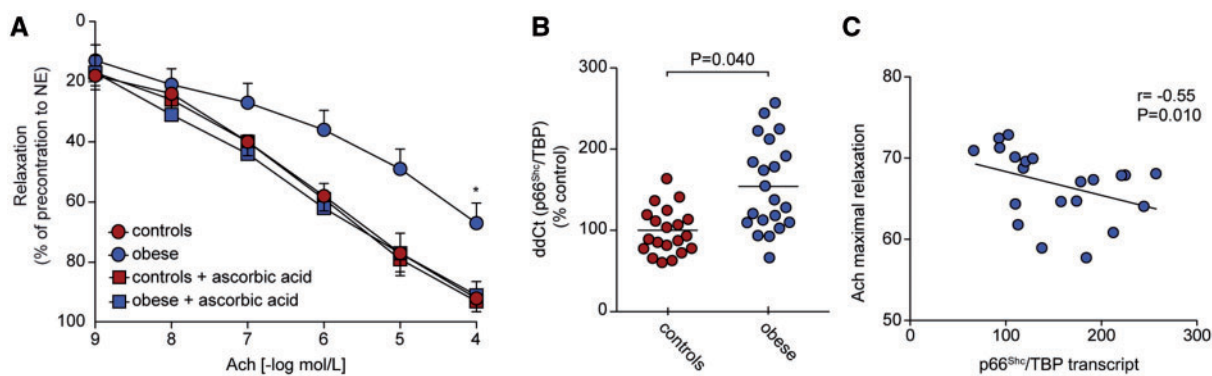 A
0
20
40
60
80
100
Relaxation
(% of precontration to NE)
*
controls
obese
controls + ascorbic acid
obese + ascorbic acid
9
8
7
6
5
4
Ach [-log mol/L]
B
P=0.040
300
200
100
0
ddCt (p66Shc/TBP)
(% control)
controls
obese
C
80
70
60
50
Ach maximal relaxation
r= -0.55
P=0.010
0
100
200
300
p66Shc/TBP transcript